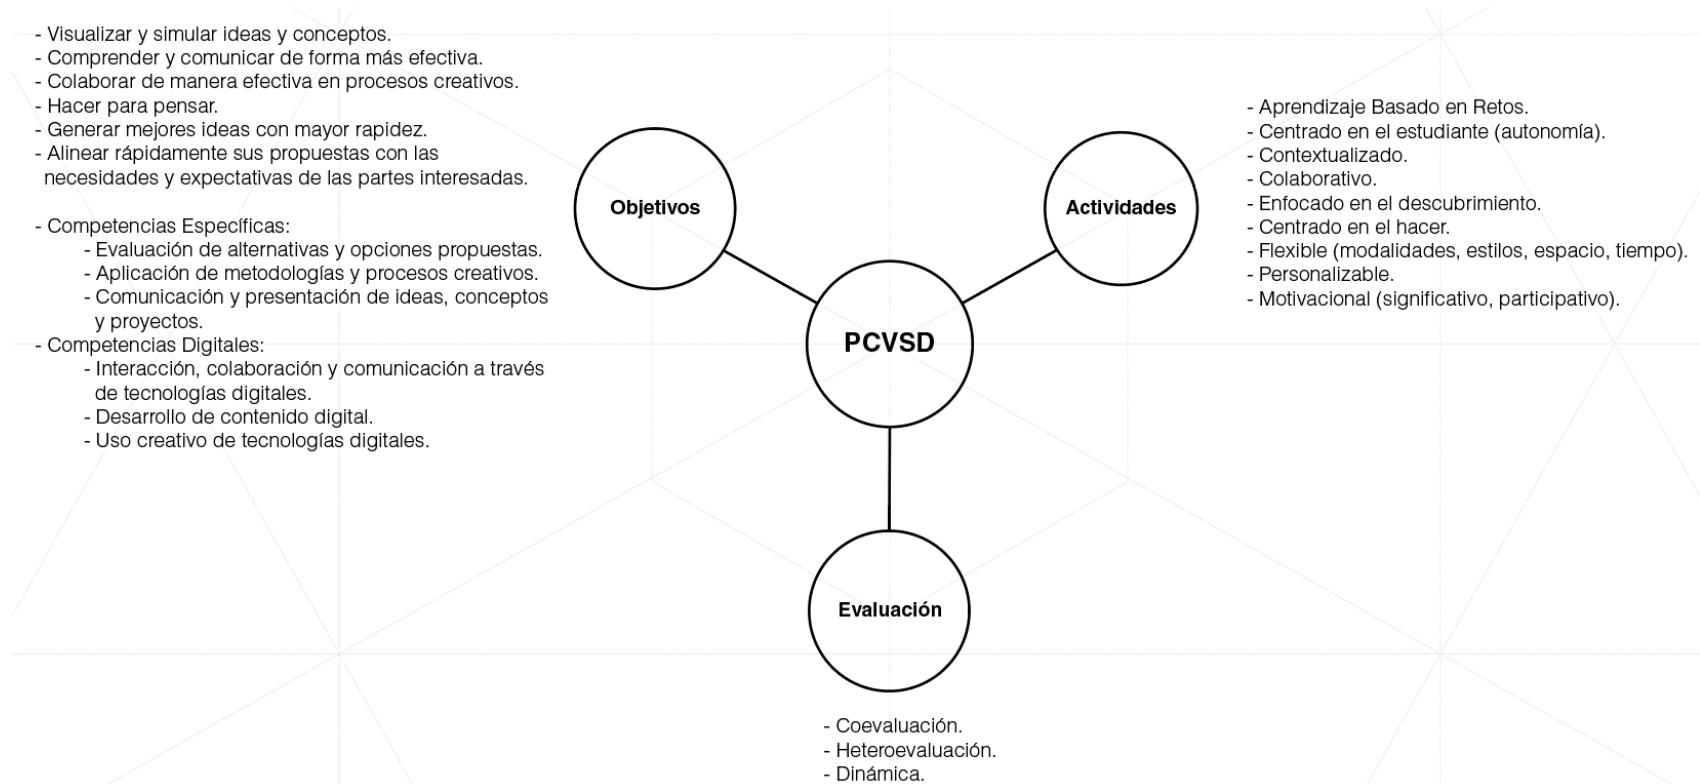 - Visualizar y simular ideas y conceptos.
- Comprender y comunicar de forma más efectiva.
- Colaborar de manera efectiva en procesos creativos.
- Hacer para pensar.
- Generar mejores ideas con mayor rapidez.
- Alinear rápidamente sus propuestas con las
necesidades y expectativas de las partes interesadas.
- Competencias Específicas:
- Evaluación de alternativas y opciones propuestas.
- Aplicación de metodologías y procesos creativos.
- Comunicación y presentación de ideas, conceptos
y proyectos.
- Competencias Digitales:
- Interacción, colaboración y comunicación a través
de tecnologías digitales.
- Desarrollo de contenido digital.
- Uso creativo de tecnologías digitales.
Objetivos
PCVSD
Actividades
- Aprendizaje Basado en Retos.
- Centrado en el estudiante (autonomía).
- Contextualizado.
- Colaborativo.
- Enfocado en el descubrimiento.
- Centrado en el hacer.
- Flexible (modalidades, estilos, espacio, tiempo).
- Personalizable.
- Motivacional (significativo, participativo).
Evaluación
- Coevaluación.
- Heteroevaluación.
- Dinámica.